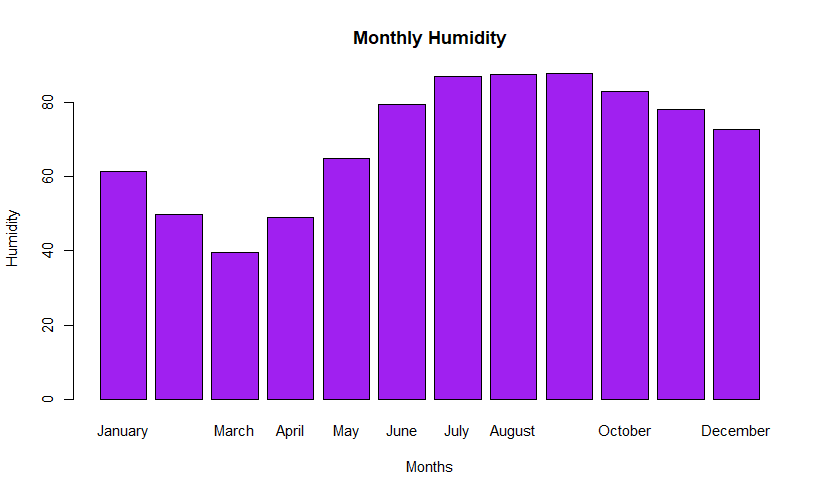 Monthly Humidity
Humidity
80
60
40
20
0
January March April May June July August October December
Months